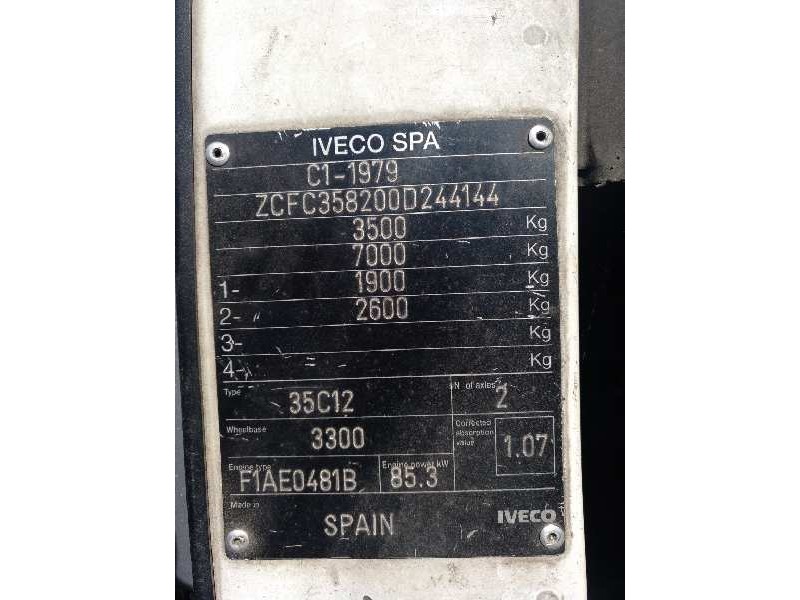 IVECO SPA
C1-1979
ZCFC358200D244144
3500 Kg
7000 Kg
1- 1900 Kg
2- 2600 Kg
3- Kg
4- = Kg
Type 35C12 N of axles 2
Wheelbase 3300 Corrected absorption value 1.07
Engine type F1AE0481B Engine power kW 85.3
Made in SPAIN IVECO